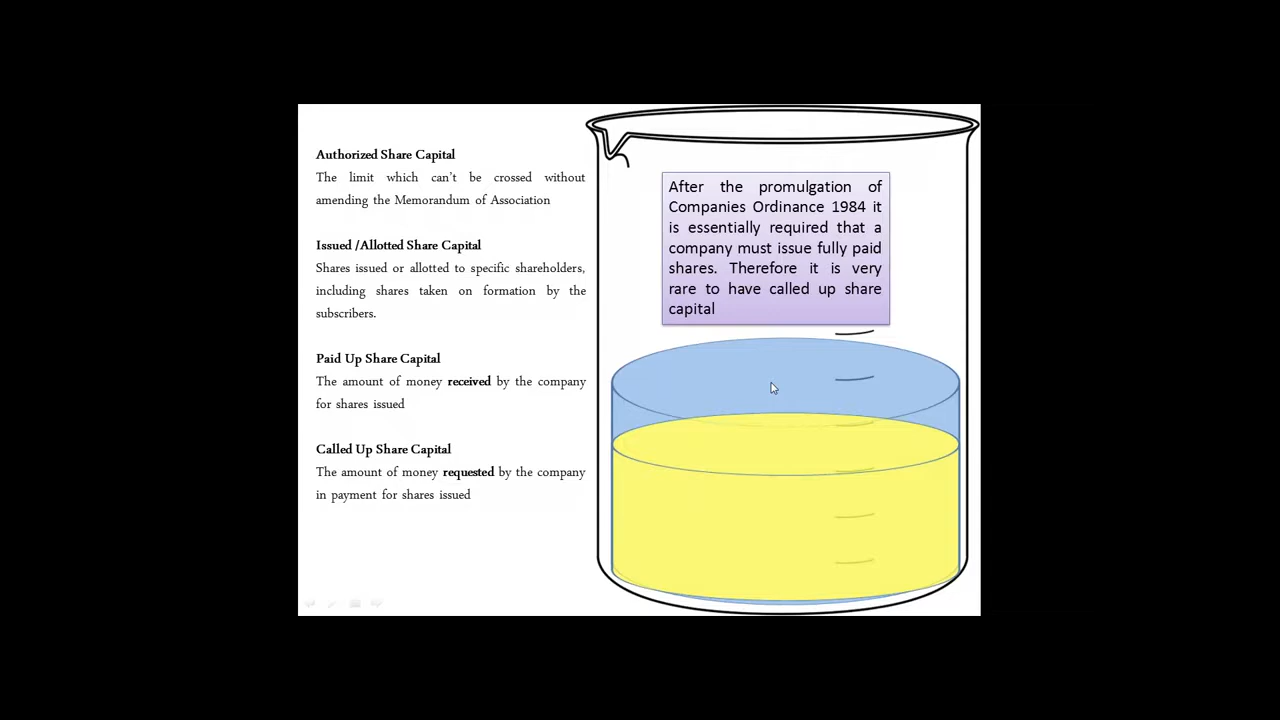 Authorized Share Capital
The limit which can't be crossed without
amending the Memorandum of Association
Issued /Allotted Share Capital
Shares issued or allotted to specific shareholders,
including shares taken on formation by the
subscribers.
Paid Up Share Capital
The amount of money received by the company
for shares issued
Called Up Share Capital
The amount of money requested by the company
in payment for shares issued
After the promulgation of
Companies Ordinance 1984 it
is essentially required that a
company must issue fully paid
shares. Therefore it is very
rare to have called up share
capital